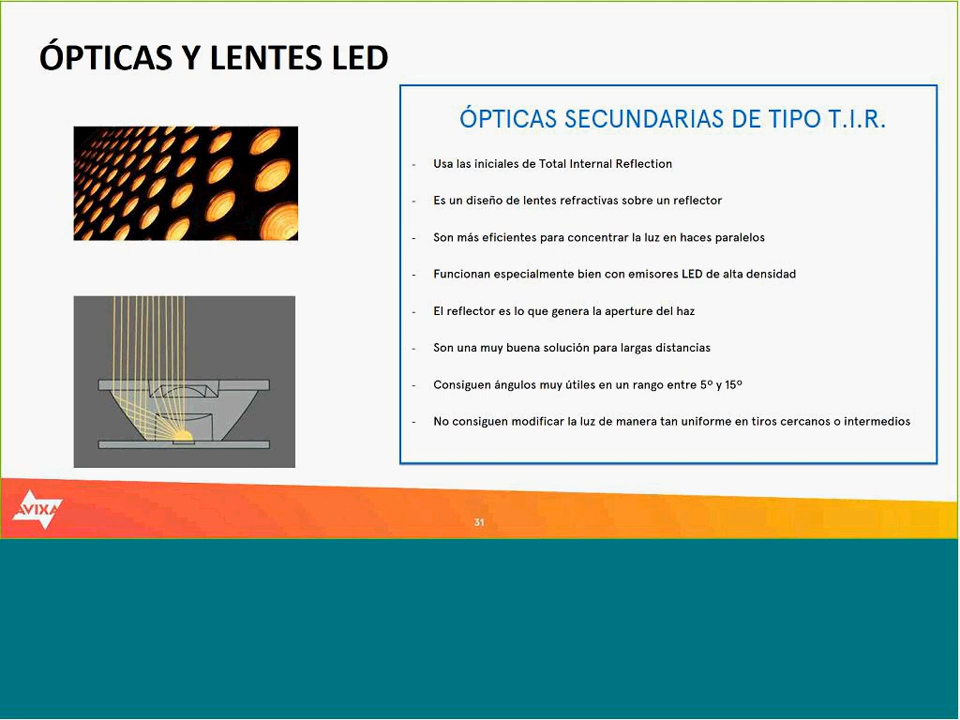 ÓPTICAS Y LENTES LED
ÓPTICAS SECUNDARIAS DE TIPO T.I.R.
- Usa las iniciales de Total Internal Reflection
- Es un diseño de lentes refractivas sobre un reflector
- Son más eficientes para concentrar la luz en haces paralelos
- Funcionan especialmente bien con emisores LED de alta densidad
- El reflector es lo que genera la aperture del haz
- Son una muy buena solución para largas distancias
- Consiguen ángulos muy útiles en un rango entre 5º y 15º
- No consiguen modificar la luz de manera tan uniforme en tiros cercanos o intermedios
AVIXA
31